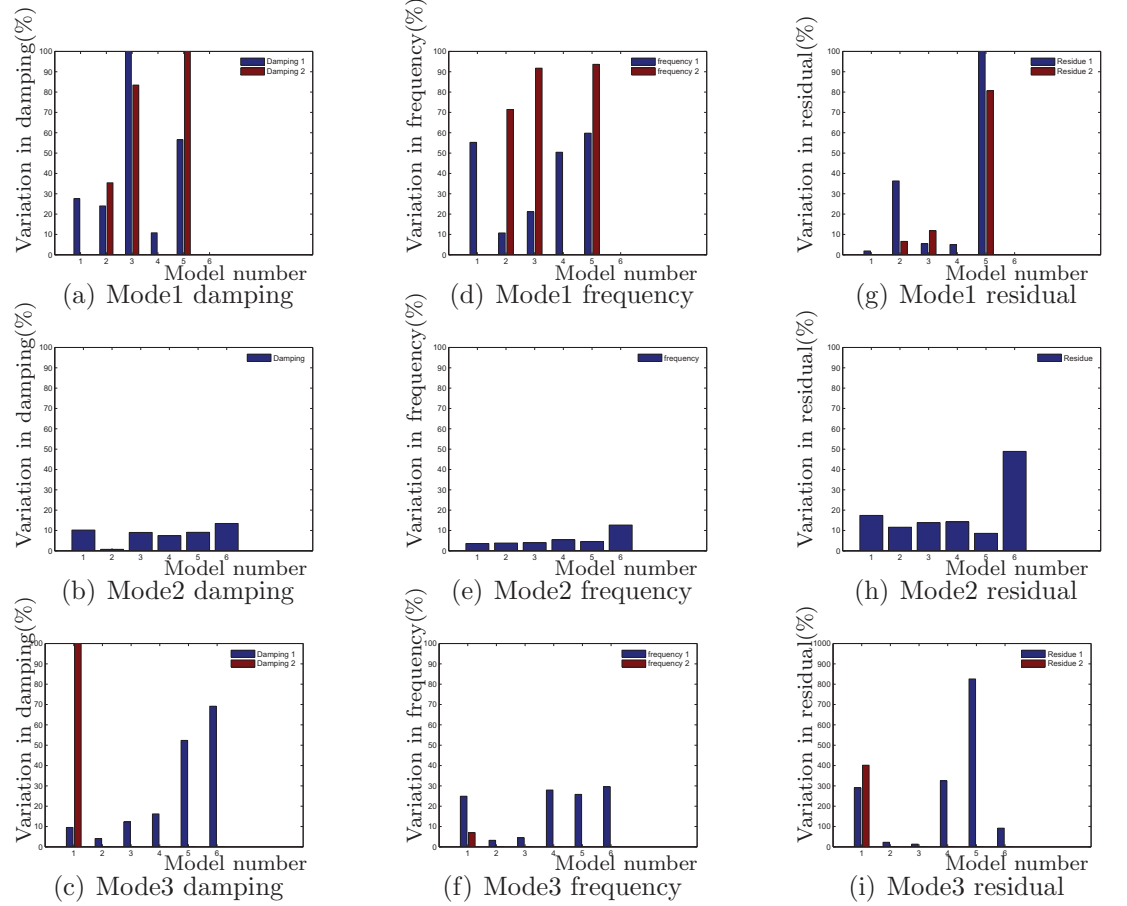 Variation in damping(%)
100
90
80
70
60
50
40
30
20
10
0
Damping 1
Damping 2
1 2 3 4 5 6
Model number
(a) Mode1 damping
Variation in frequency(%)
100
90
80
70
60
50
40
30
20
10
0
frequency 1
frequency 2
1 2 3 4 5 6
Model number
(d) Mode1 frequency
Variation in residual(%)
100
90
80
70
60
50
40
30
20
10
0
Residue 1
Residue 2
1 2 3 4 5 6
Model number
(g) Mode1 residual
Variation in damping(%)
100
90
80
70
60
50
40
30
20
10
0
Damping
1 2 3 4 5 6
Model number
(b) Mode2 damping
Variation in frequency(%)
100
90
80
70
60
50
40
30
20
10
0
frequency
1 2 3 4 5 6
Model number
(e) Mode2 frequency
Variation in residual(%)
100
90
80
70
60
50
40
30
20
10
0
Residue
1 2 3 4 5 6
Model number
(h) Mode2 residual
Variation in damping(%)
100
90
80
70
60
50
40
30
20
10
0
Damping 1
Damping 2
1 2 3 4 5 6
Model number
(c) Mode3 damping
Variation in frequency(%)
100
90
80
70
60
50
40
30
20
10
0
frequency 1
frequency 2
1 2 3 4 5 6
Model number
(f) Mode3 frequency
Variation in residual(%)
1000
900
800
700
600
500
400
300
200
100
0
Residue 1
Residue 2
1 2 3 4 5 6
Model number
(i) Mode3 residual